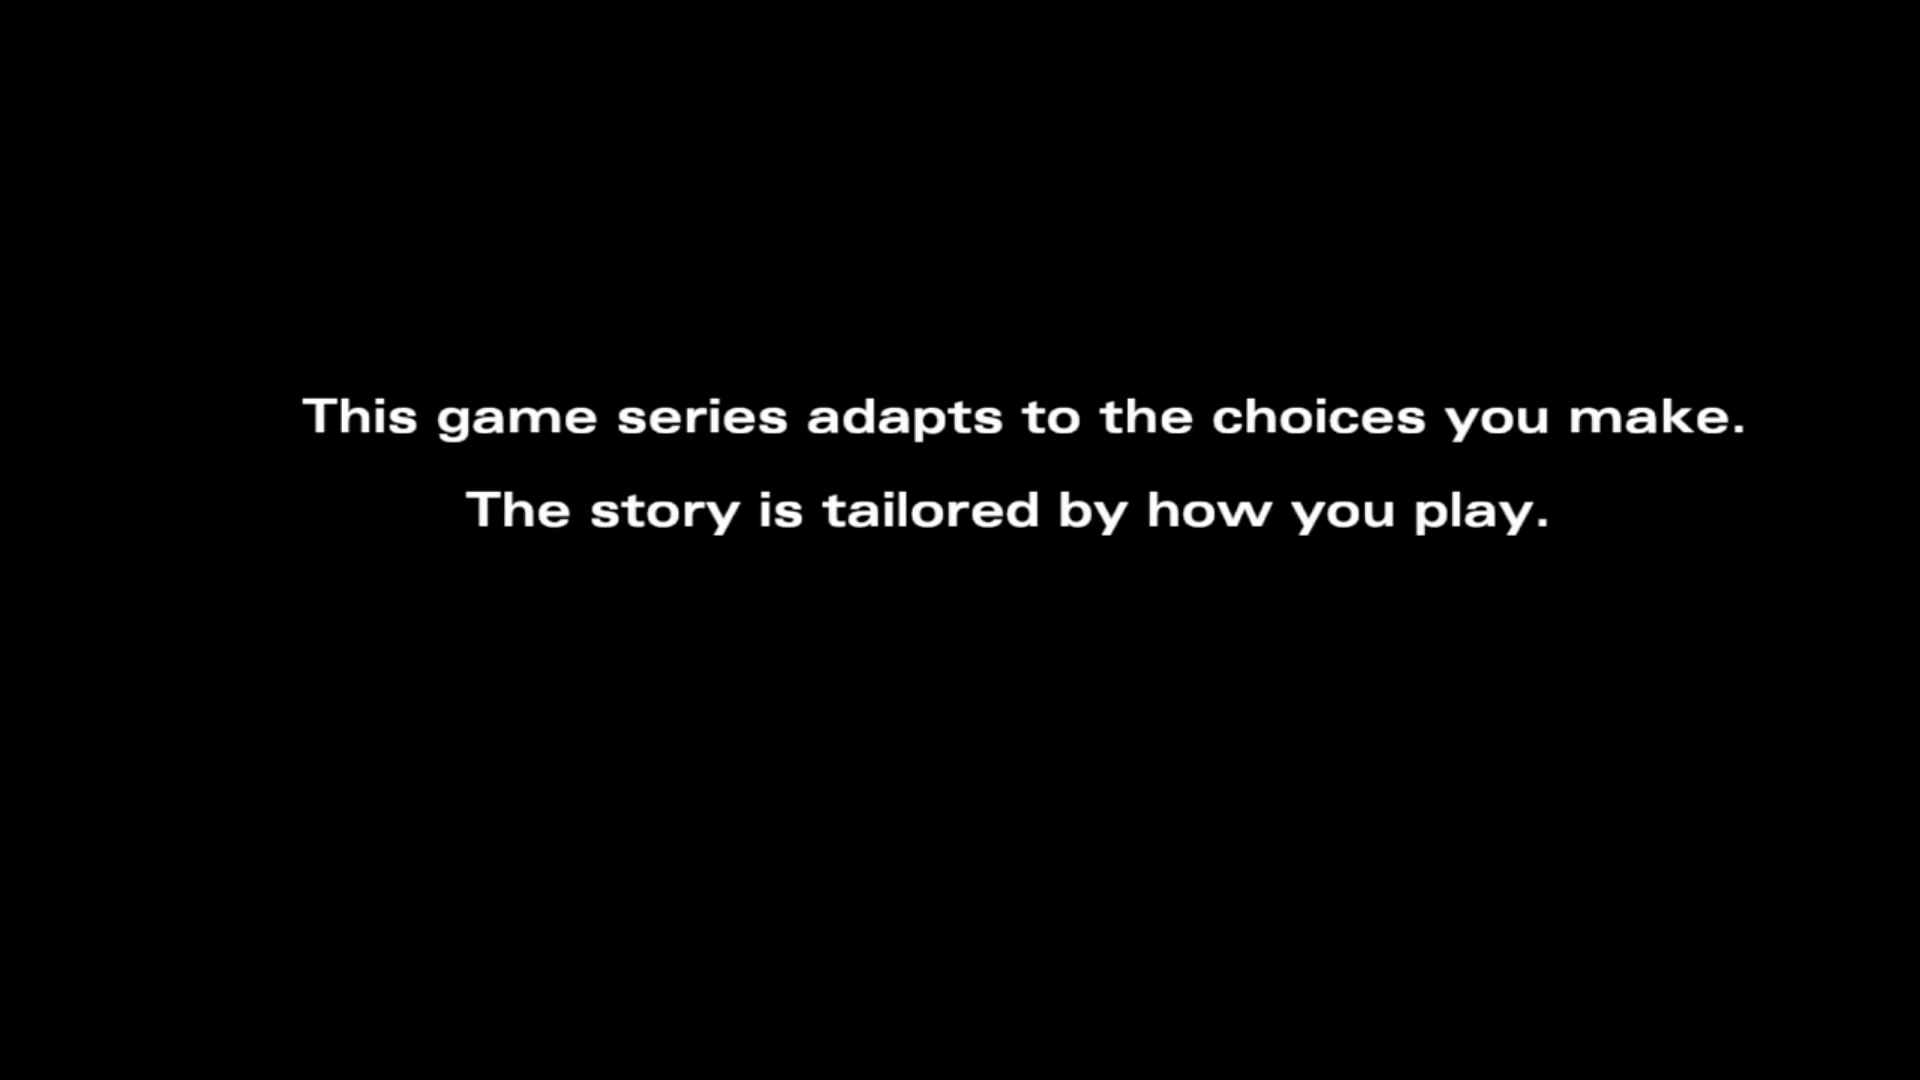 This game series adapts to the choices you make.
The story is tailored by how you play.